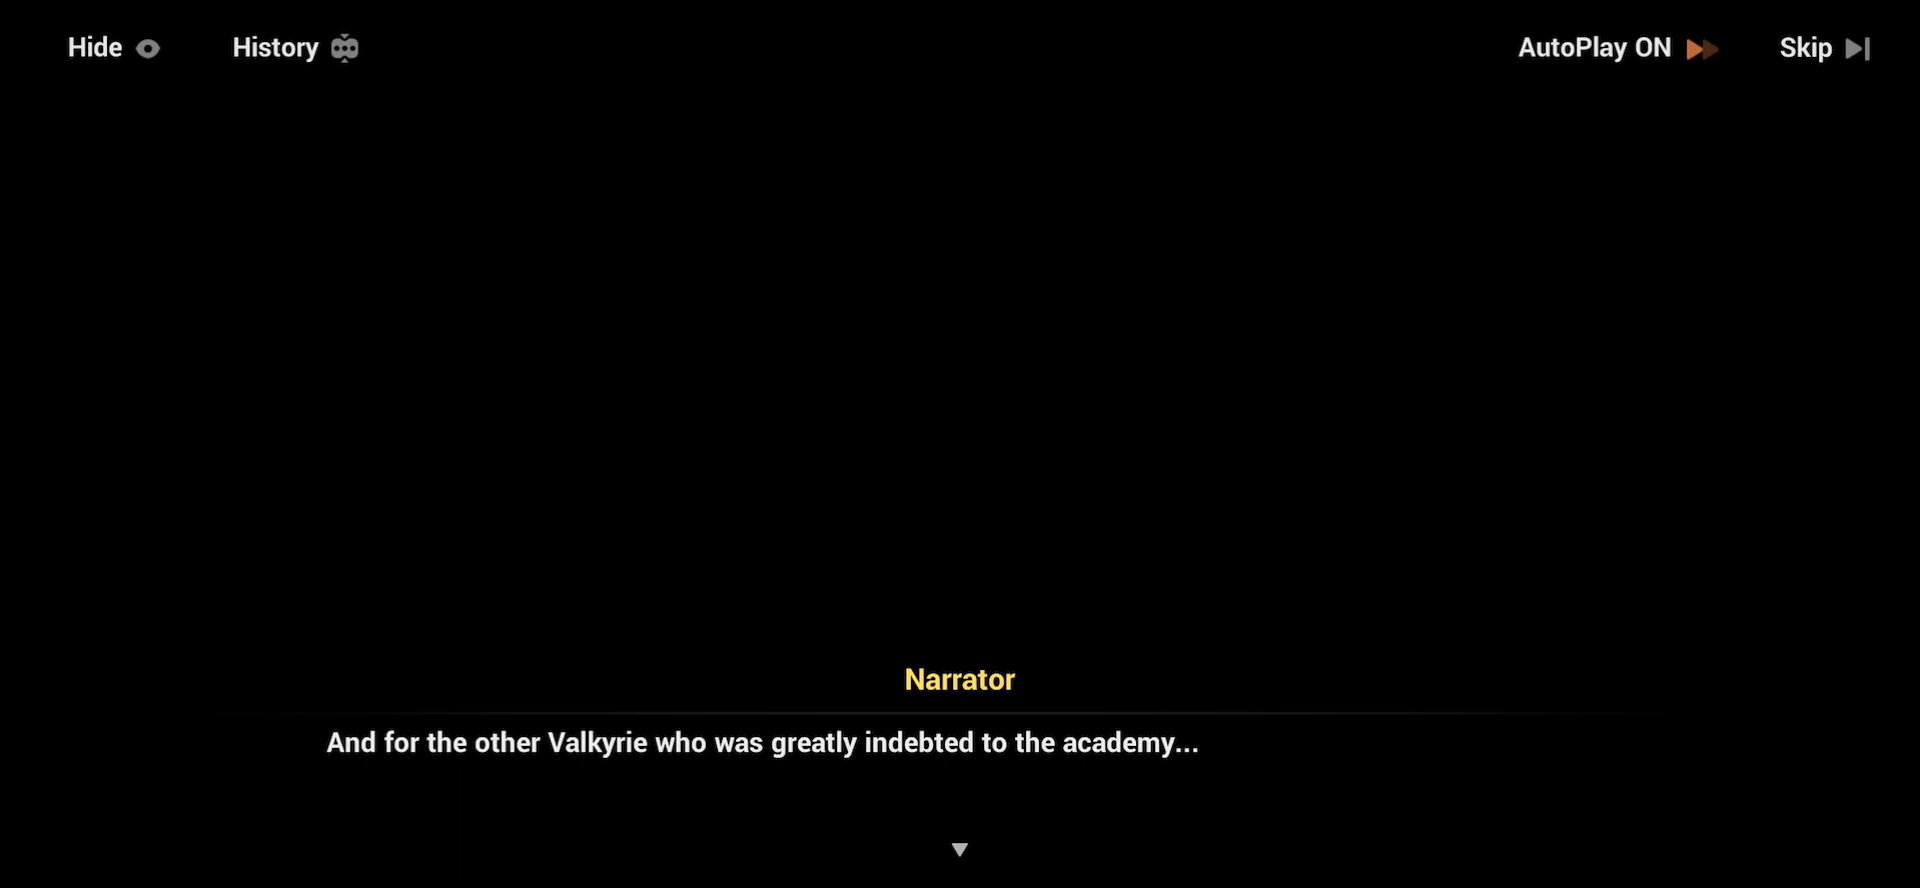 Hide
History
AutoPlay ON
Skip
Narrator
And for the other Valkyrie who was greatly indebted to the academy...